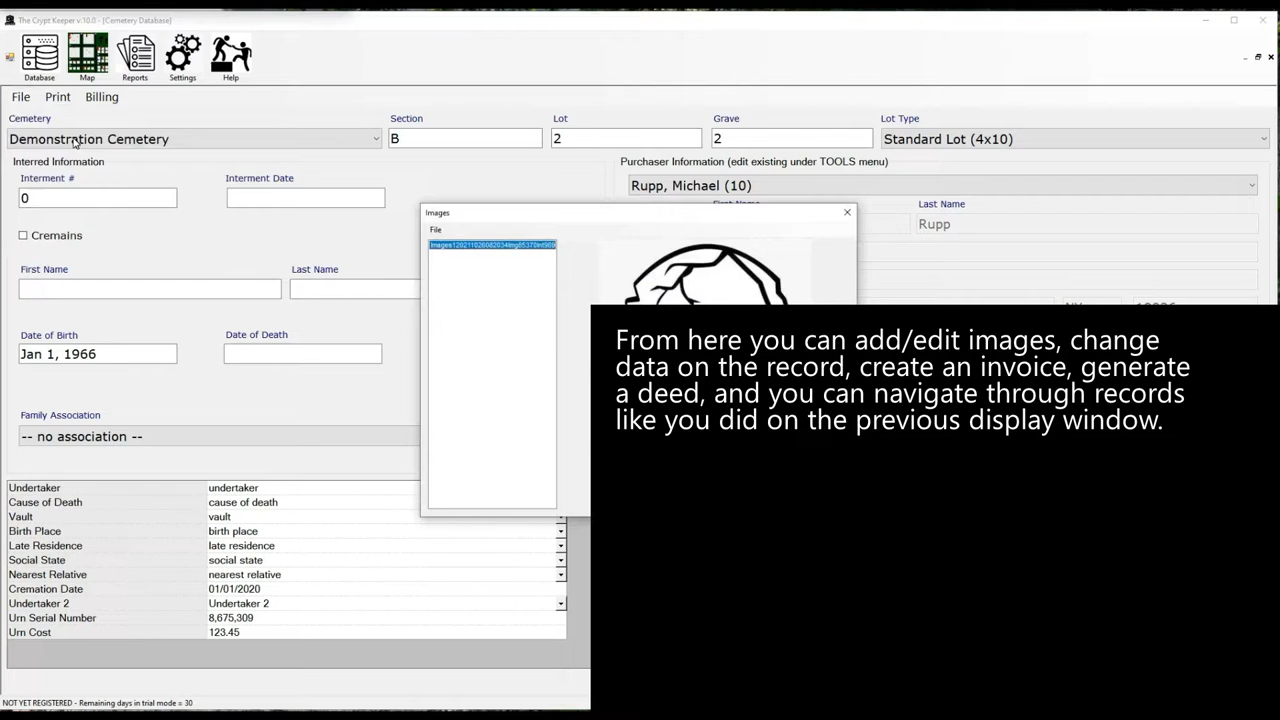 The Crypt Keeper v.10.0 - [Cemetery Database]
Database Map Reports Settings Help
File Print Billing
Cemetery Section Lot Grave Lot Type
Demonstration Cemetery B 2 2 Standard Lot (4x10)
Interred Information Purchaser Information (edit existing under TOOLS menu)
Interment # Interment Date
Rupp, Michael (10)
0
Last Name
Images
Rupp
File
Cremains
First Name Last Name
Date of Birth Date of Death
Jan 1, 1966
Family Association
-- no association --
From here you can add/edit images, change
data on the record, create an invoice, generate
a deed, and you can navigate through records
like you did on the previous display window.
Undertaker undertaker
Cause of Death cause of death
Vault vault
Birth Place birth place
Late Residence late residence
Social State social state
Nearest Relative nearest relative
Cremation Date 01/01/2020
Undertaker 2 Undertaker 2
Urn Serial Number 8,675,309
Urn Cost 123.45
NOT YET REGISTERED - Remaining days in trial mode = 30